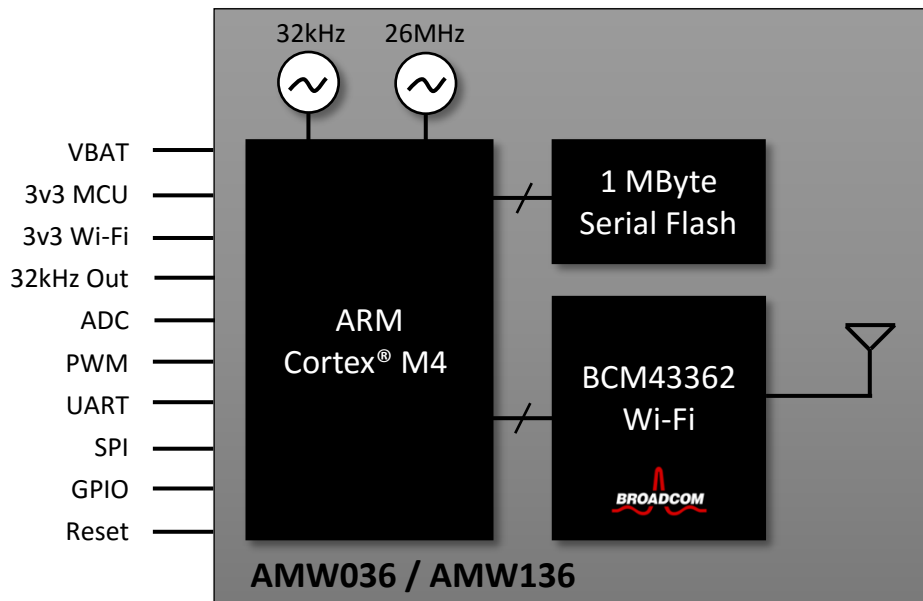 32kHz
26MHz
VBAT
3v3 MCU
3v3 Wi-Fi
32kHz Out
ADC
PWM
UART
SPI
GPIO
Reset
ARM
Cortex® M4
1 MByte
Serial Flash
BCM43362
Wi-Fi
BROADCOM
AMW036 / AMW136